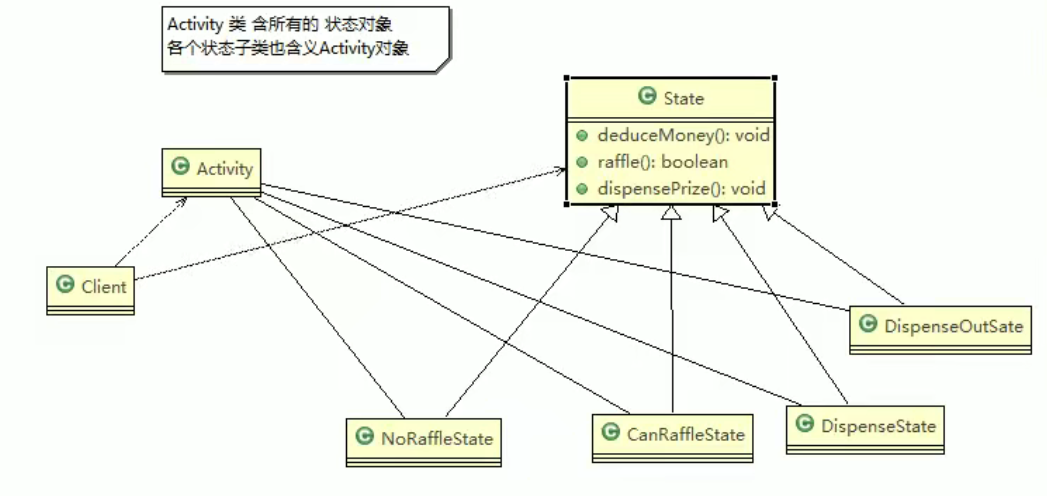 Activity 类 含所有的 状态对象
各个状态子类也含义Activity对象
C State
deduceMoney(): void
raffle(): boolean
dispensePrize(): void
C Activity
C Client
C DispenseOutSate
C NoRaffleState
C CanRaffleState
C DispenseState